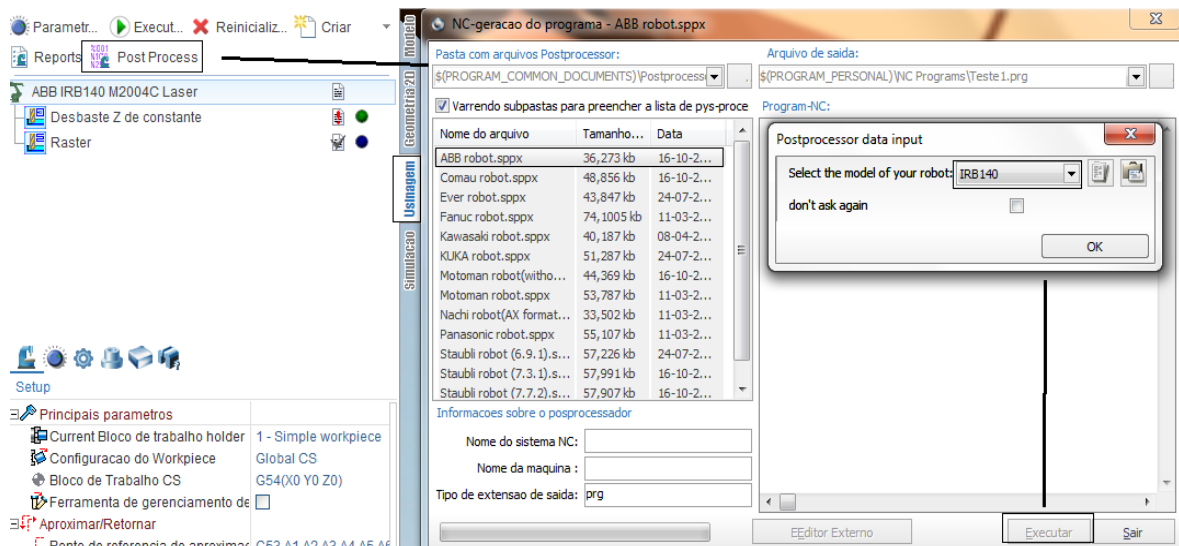 Parametr... Execut... Reinicializ... Criar
Reports Post Process
ABB IRB140 M2004C Laser
Desbaste Z de constante
Raster
Modelo
Geometria 2D
Usinagem
Simulacao
Setup
Principais parametros
Current Bloco de trabalho holder 1 - Simple workpiece
Configuracao do Workpiece Global CS
Bloco de Trabalho CS G54(X0 Y0 Z0)
Ferramenta de gerenciamento de
Aproximar/Retornar
Ponto de referencia de aproximac G53 A1 A2 A3 A4 A5 A6
NC-geracao do programa - ABB robot.sppx
Pasta com arquivos Postprocessor:
$(PROGRAM_COMMON_DOCUMENTS)\Postprocess
Varrendo subpastas para preencher a lista de pys-proce
Nome do arquivo Tamanho... Data
ABB robot.sppx 36,273 kb 16-10-2...
Comau robot.sppx 48,856 kb 16-10-2...
Ever robot.sppx 43,847 kb 24-07-2...
Fanuc robot.sppx 74,1005 kb 11-03-2...
Kawasaki robot.sppx 40,187 kb 08-04-2...
KUKA robot.sppx 51,287 kb 24-07-2...
Motoman robot(witho... 44,369 kb 16-10-2...
Motoman robot.sppx 53,787 kb 11-03-2...
Nachi robot(AX format... 33,502 kb 11-03-2...
Panasonic robot.sppx 55,107 kb 11-03-2...
Staubli robot (6.9.1).s... 57,226 kb 24-07-2...
Staubli robot (7.3.1).s... 57,991 kb 16-10-2...
Staubli robot (7.7.2).s... 57,907 kb 16-10-2...
Informacoes sobre o posprocessador
Nome do sistema NC:
Nome da maquina :
Tipo de extensao de saida: prg
Arquivo de saida:
$(PROGRAM_PERSONAL)\NC Programs\Teste1.prg
Program-NC:
Postprocessor data input
Select the model of your robot: IRB140
don't ask again
OK
EEditor Externo Executar Sair